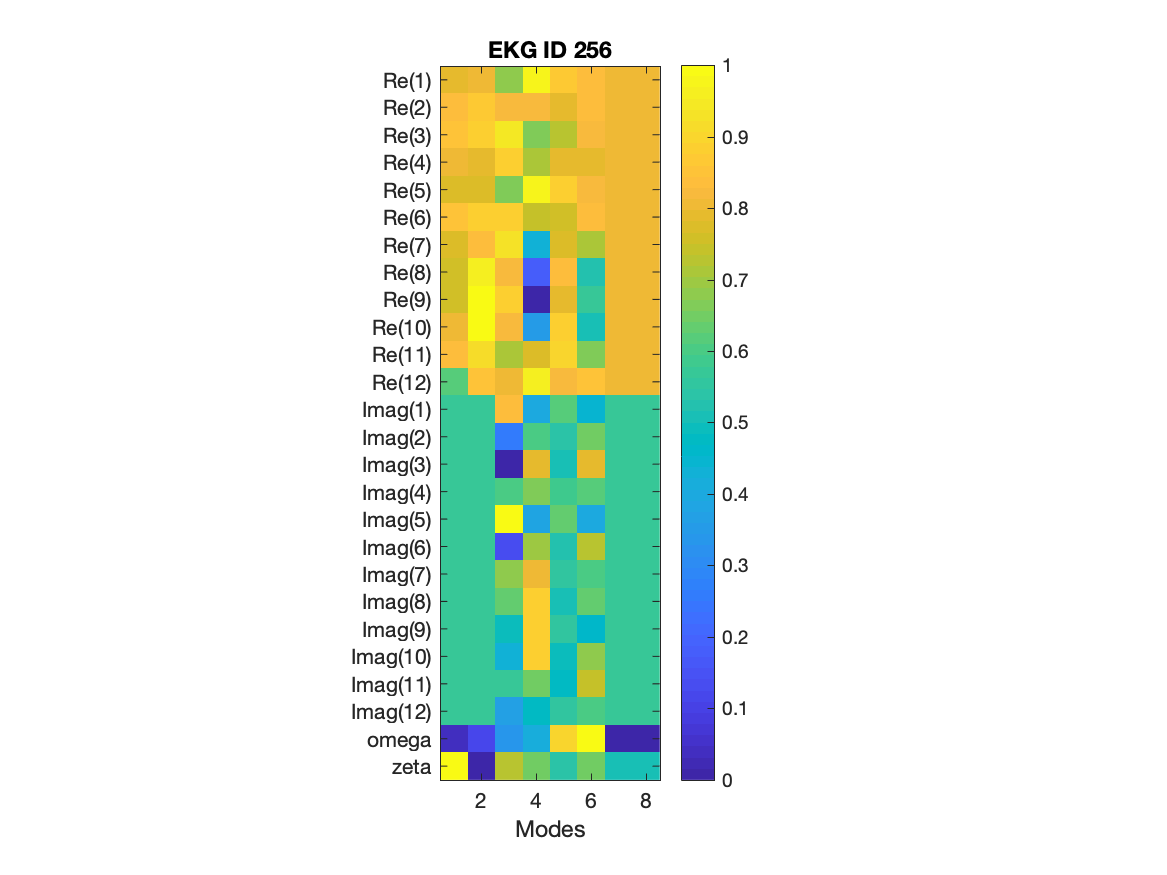 EKG ID 256
Re(1)
Re(2)
Re(3)
Re(4)
Re(5)
Re(6)
Re(7)
Re(8)
Re(9)
Re(10)
Re(11)
Re(12)
Imag(1)
Imag(2)
Imag(3)
Imag(4)
Imag(5)
Imag(6)
Imag(7)
Imag(8)
Imag(9)
Imag(10)
Imag(11)
Imag(12)
omega
zeta
2 4 6 8
Modes
1
0.9
0.8
0.7
0.6
0.5
0.4
0.3
0.2
0.1
0